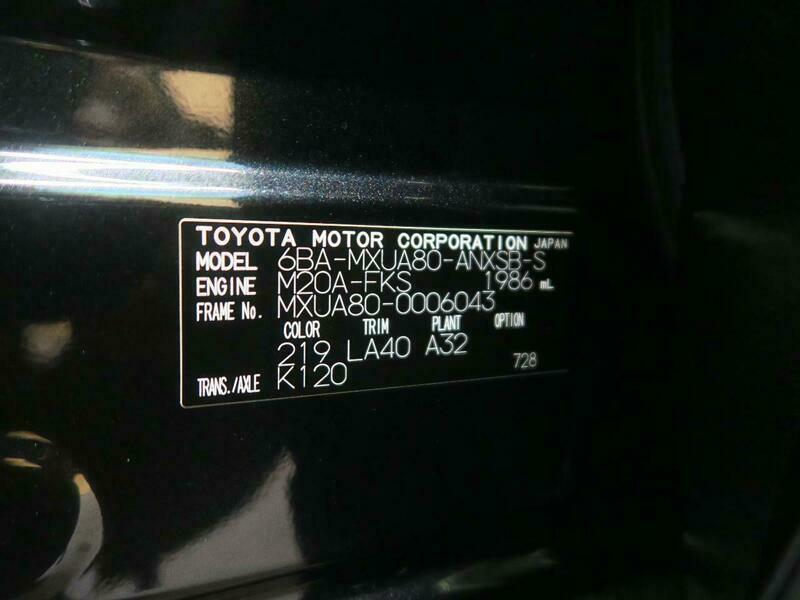 TOYOTA MOTOR CORPORATION JAPAN
MODEL 6BA-MXUA80-ANXSB-S
ENGINE M20A-FKS 1986 mL
FRAME No. MXUA80-0006043
COLOR TRIM PLANT OPTION
219 LA40 A32
TRANS./AXLE K120 728